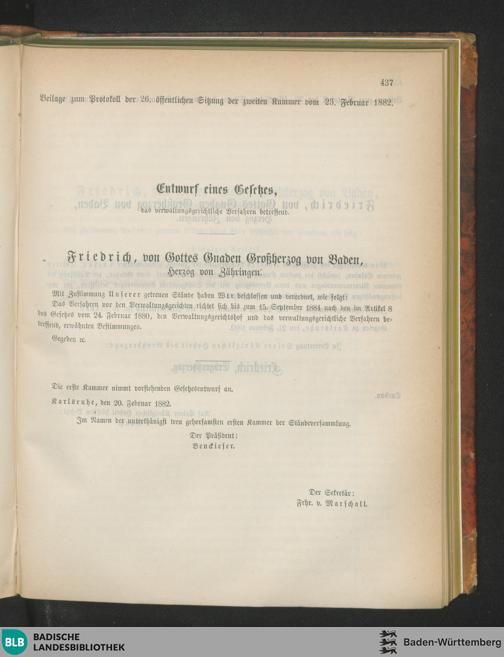 437
Beilage zum Protokoll der 26. öffentlichen Sitzung der zweiten Kammer vom 25. Februar 1882.
Entwurf eines Gesetzes,
das verwaltungsgerichtliche Verfahren betreffend.
Friedrich, von Gottes Gnaden Großherzog von Baden,
Herzog von Zähringen.
Mit Zustimmung Unserer getreuen Stände haben Wir beschlossen und verordnet, wie folgt:
Das Verfahren vor den Verwaltungsgerichten richtet sich bis zum 15. September 1884 nach den im Artikel 8
des Gesetzes vom 24. Februar 1880, den Verwaltungsgerichtshof und das verwaltungsgerichtliche Verfahren be-
treffend, erwähnten Bestimmungen.
Gegeben ꝛc.
Die erste Kammer nimmt vorstehenden Gesetzesentwurf an.
Karlsruhe, den 20. Februar 1882.
Im Namen der unterthänigst treu gehorsamsten ersten Kammer der Ständeversammlung.
Der Präsident:
Benckiser.
Der Sekretär:
Frhr. v. Marschall.
BLB
BADISCHE
LANDESBIBLIOTHEK
Baden-Württemberg